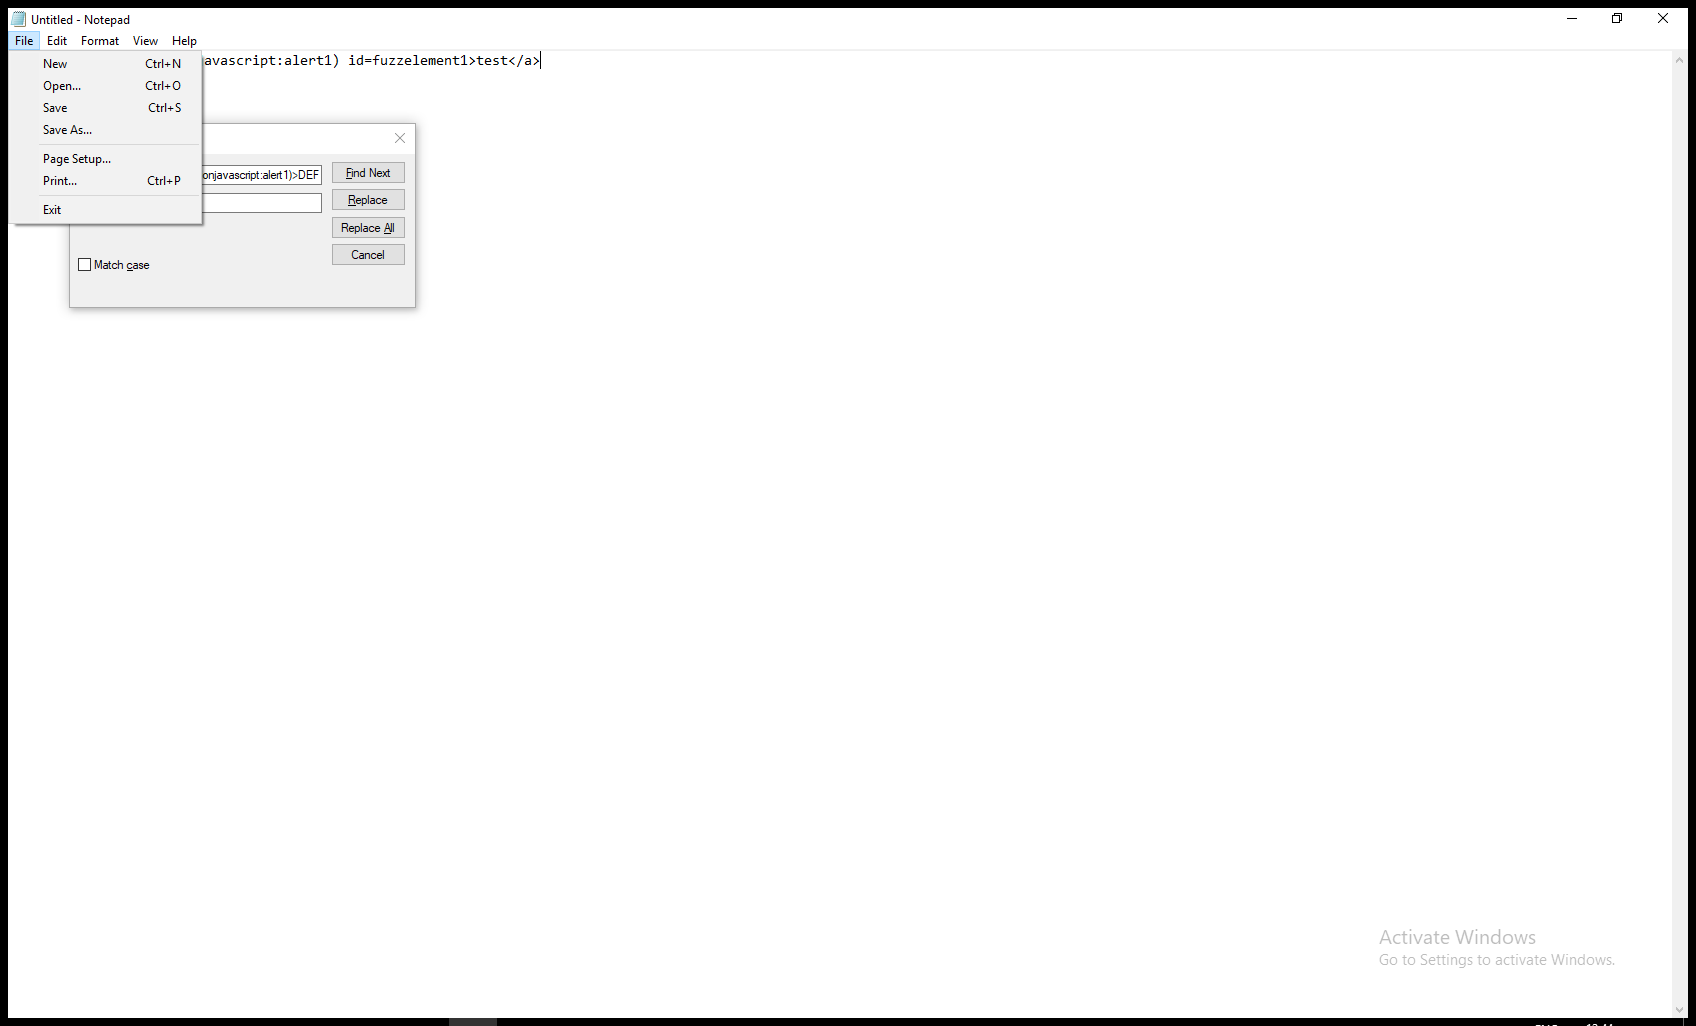 Untitled - Notepad
File Edit Format View Help
avascript:alert1) id=fuzzelement1>test</a>
New Ctrl+N
Open... Ctrl+O
Save Ctrl+S
Save As...
Page Setup...
Print... Ctrl+P
Exit
onjavascript:alert1)>DEF
Find Next
Replace
Replace All
Cancel
Match case
Activate Windows
Go to Settings to activate Windows.